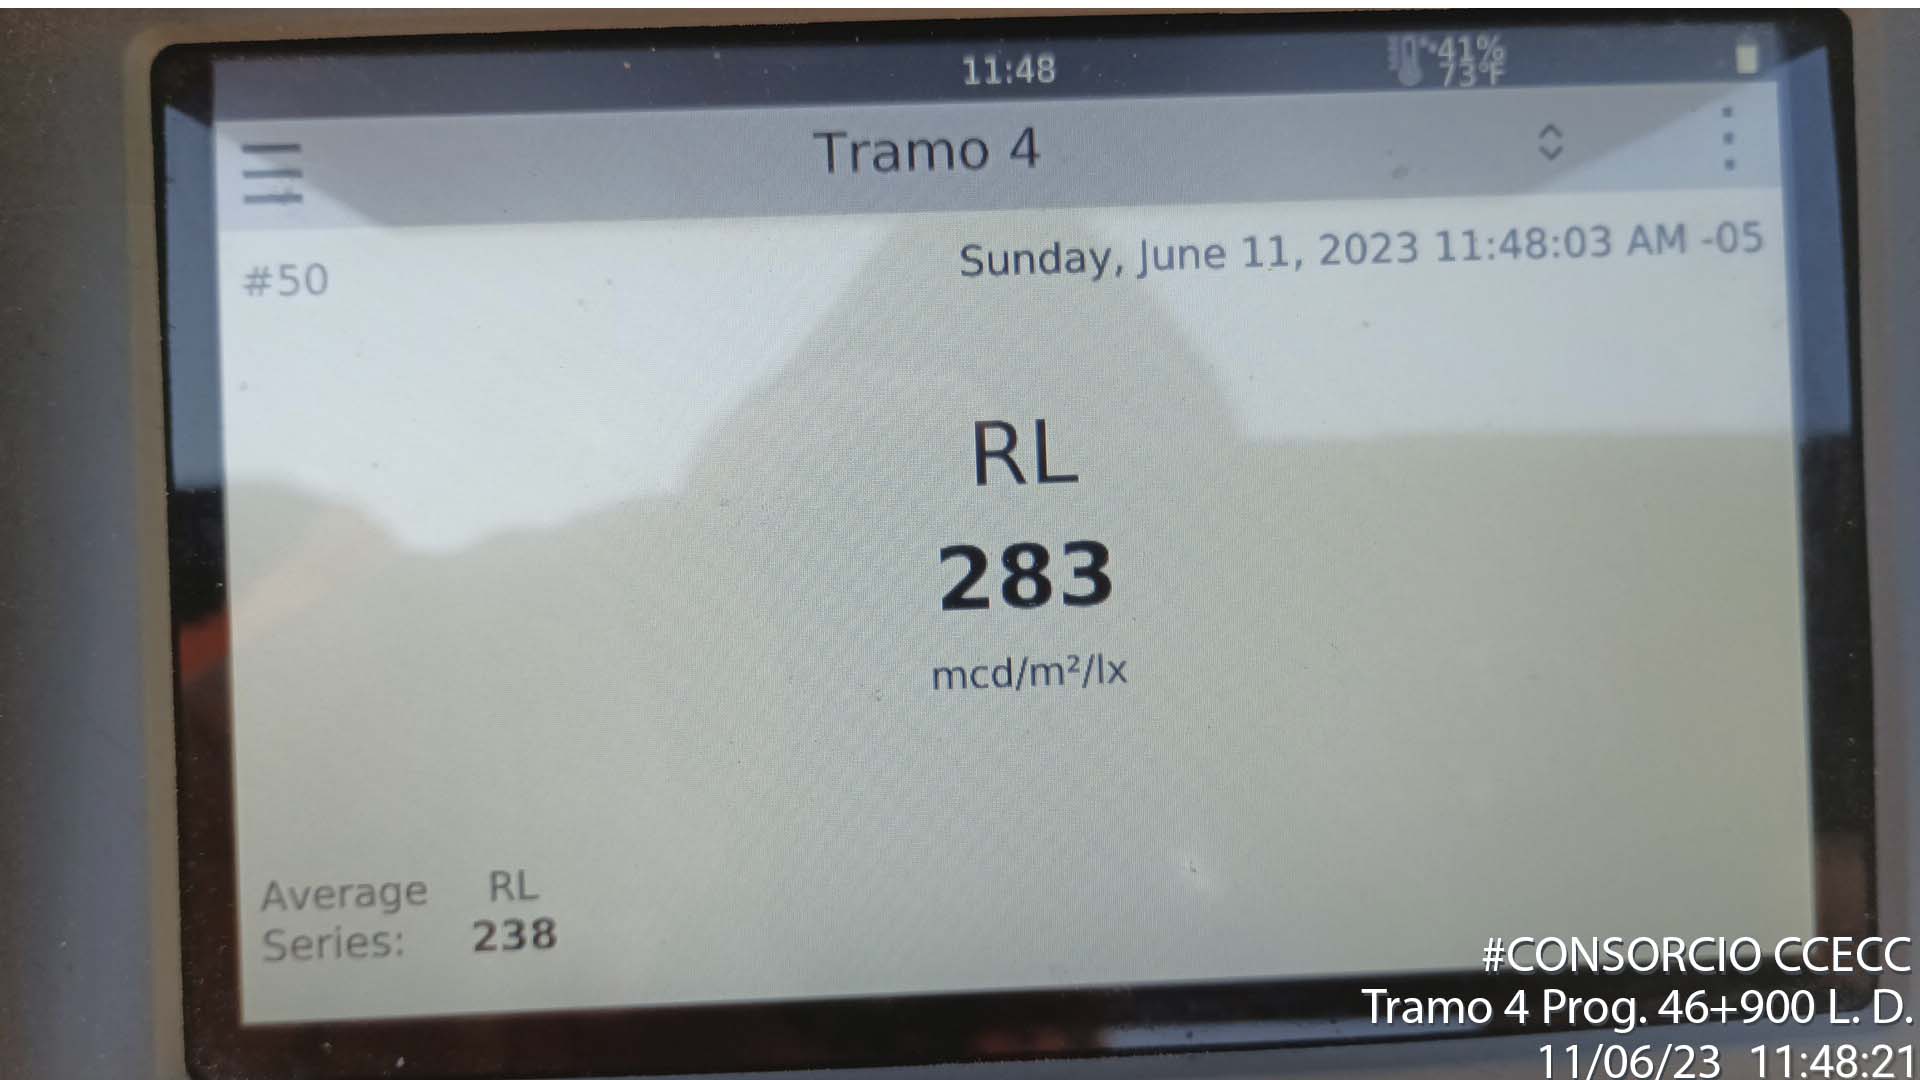 11:48
41%
73°F
Tramo 4
#50
Sunday, June 11, 2023 11:48:03 AM -05
RL
283
mcd/m²/lx
Average RL
Series: 238
#CONSORCIO CCECC
Tramo 4 Prog. 46+900 L. D.
11/06/23 11:48:21